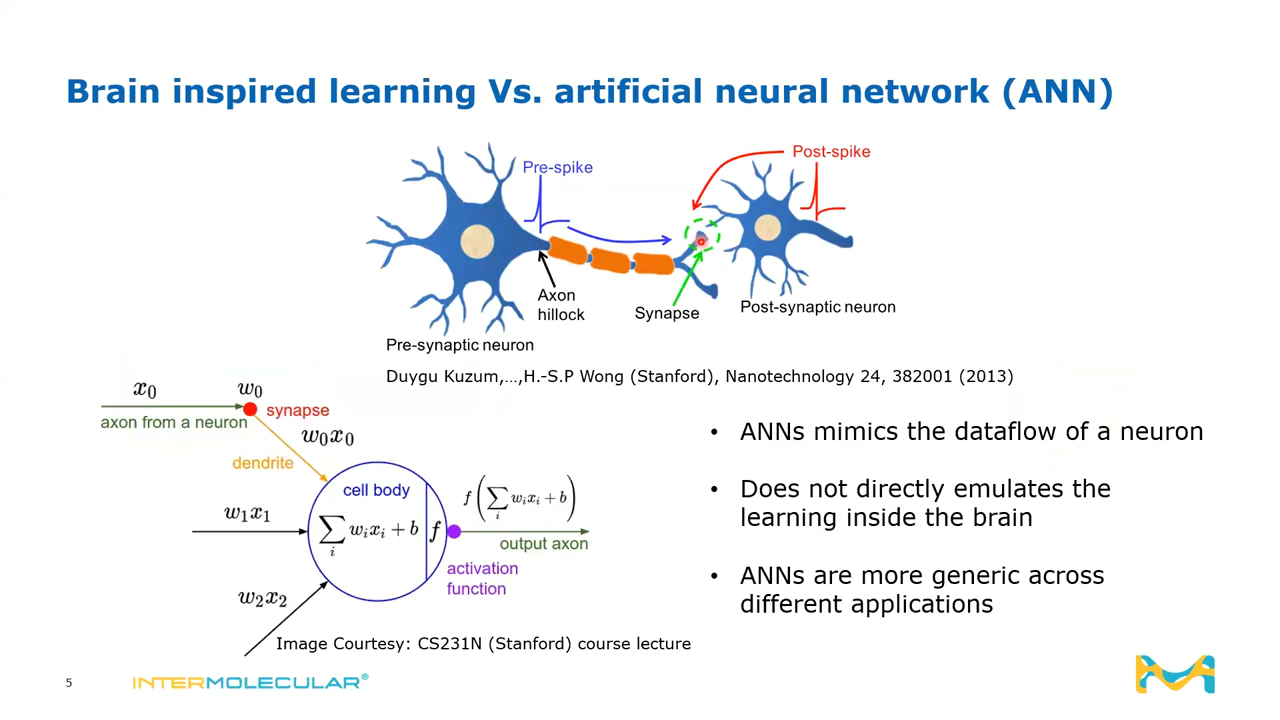 Brain inspired learning Vs. artificial neural network (ANN)
Pre-spike
Post-spike
Axon
hillock
Synapse
Post-synaptic neuron
Pre-synaptic neuron
Duygu Kuzum,...,H.-S.P Wong (Stanford), Nanotechnology 24, 382001 (2013)
x₀
w₀
axon from a neuron
synapse
w₀x₀
dendrite
cell body
w₁x₁
∑ᵢ wᵢxᵢ + b
f
f(∑ᵢ wᵢxᵢ + b)
output axon
activation
function
w₂x₂
Image Courtesy: CS231N (Stanford) course lecture
• ANNs mimics the dataflow of a neuron
• Does not directly emulates the
learning inside the brain
• ANNs are more generic across
different applications
5
INTERMOLECULAR®